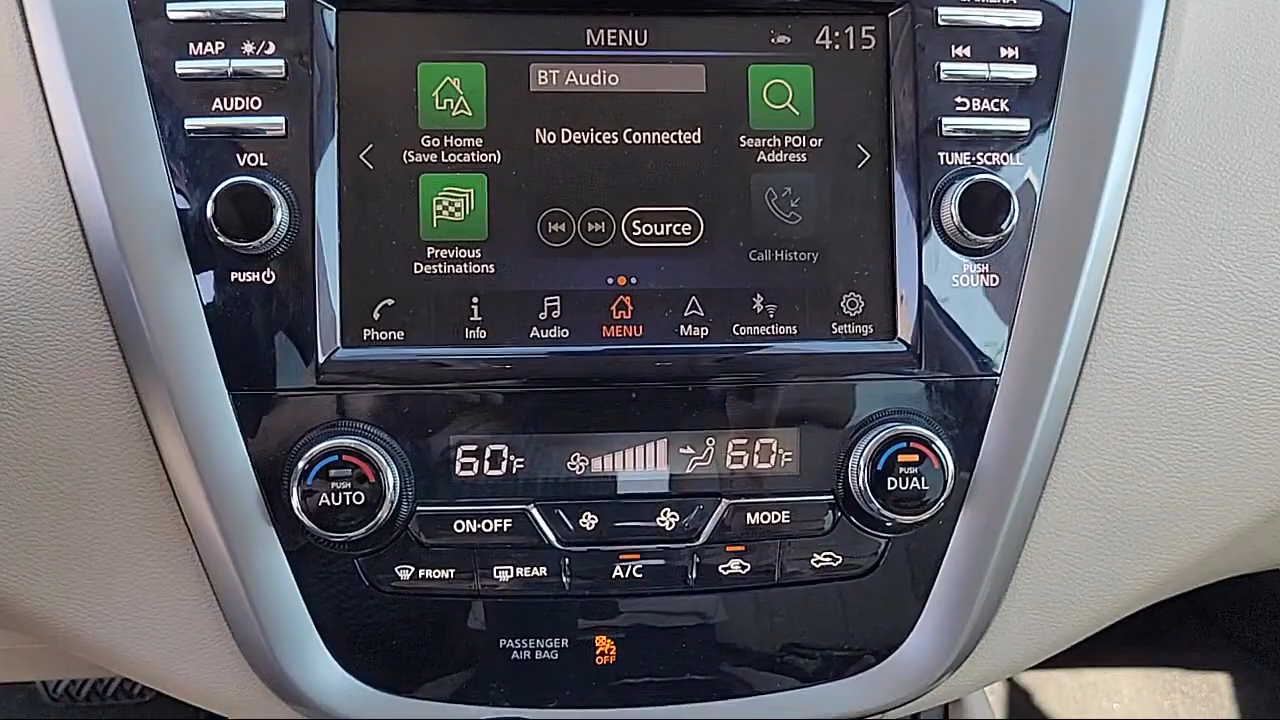 CAMERA
MENU
4:15
MAP
AUDIO
VOL
PUSH
BT Audio
No Devices Connected
Go Home
(Save Location)
Search POI or
Address
Previous
Destinations
Source
Call History
Phone
Info
Audio
MENU
Map
Connections
Settings
BACK
TUNE·SCROLL
PUSH
SOUND
PUSH
AUTO
60°F
60°F
PUSH
DUAL
ON·OFF
MODE
FRONT
REAR
A/C
PASSENGER
AIR BAG
2
OFF